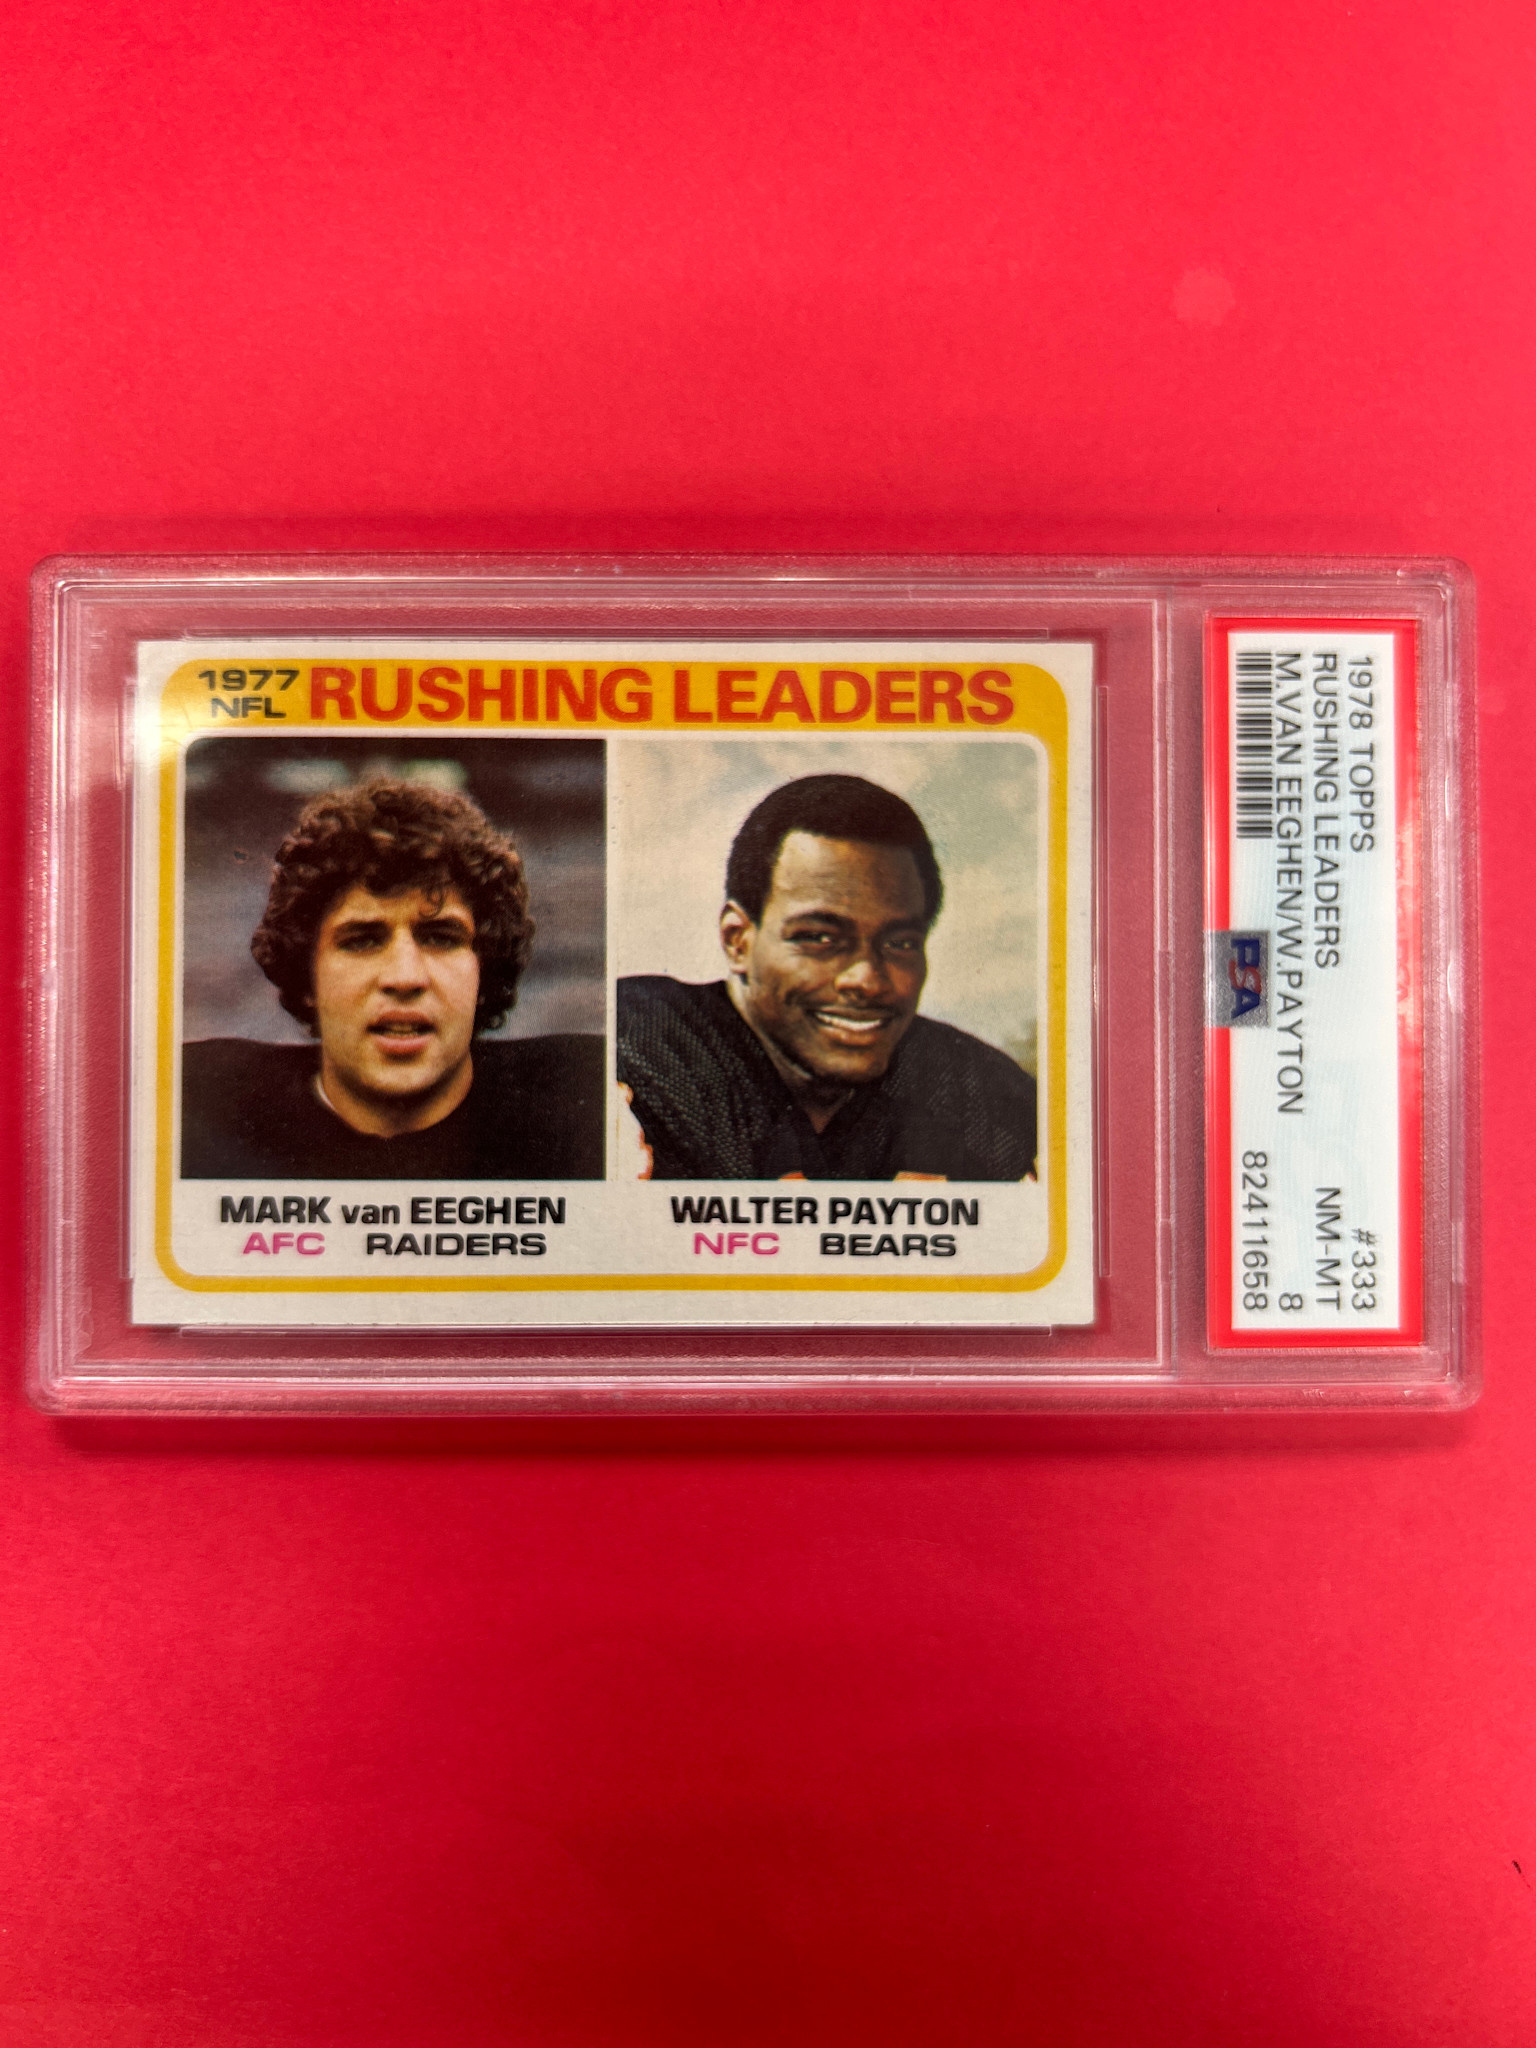 1977
NFL
RUSHING LEADERS
MARK van EEGHEN
AFC RAIDERS
WALTER PAYTON
NFC BEARS
1978 TOPPS #333
RUSHING LEADERS NM-MT
M.VAN EEGHEN/W.PAYTON 8
PSA 82411658